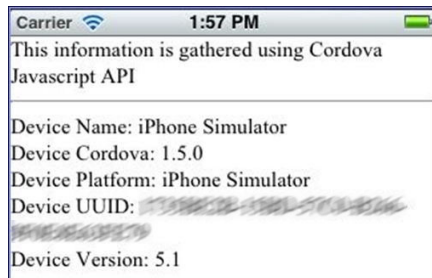 Carrier 1:57 PM
This information is gathered using Cordova
Javascript API
Device Name: iPhone Simulator
Device Cordova: 1.5.0
Device Platform: iPhone Simulator
Device UUID:
Device Version: 5.1